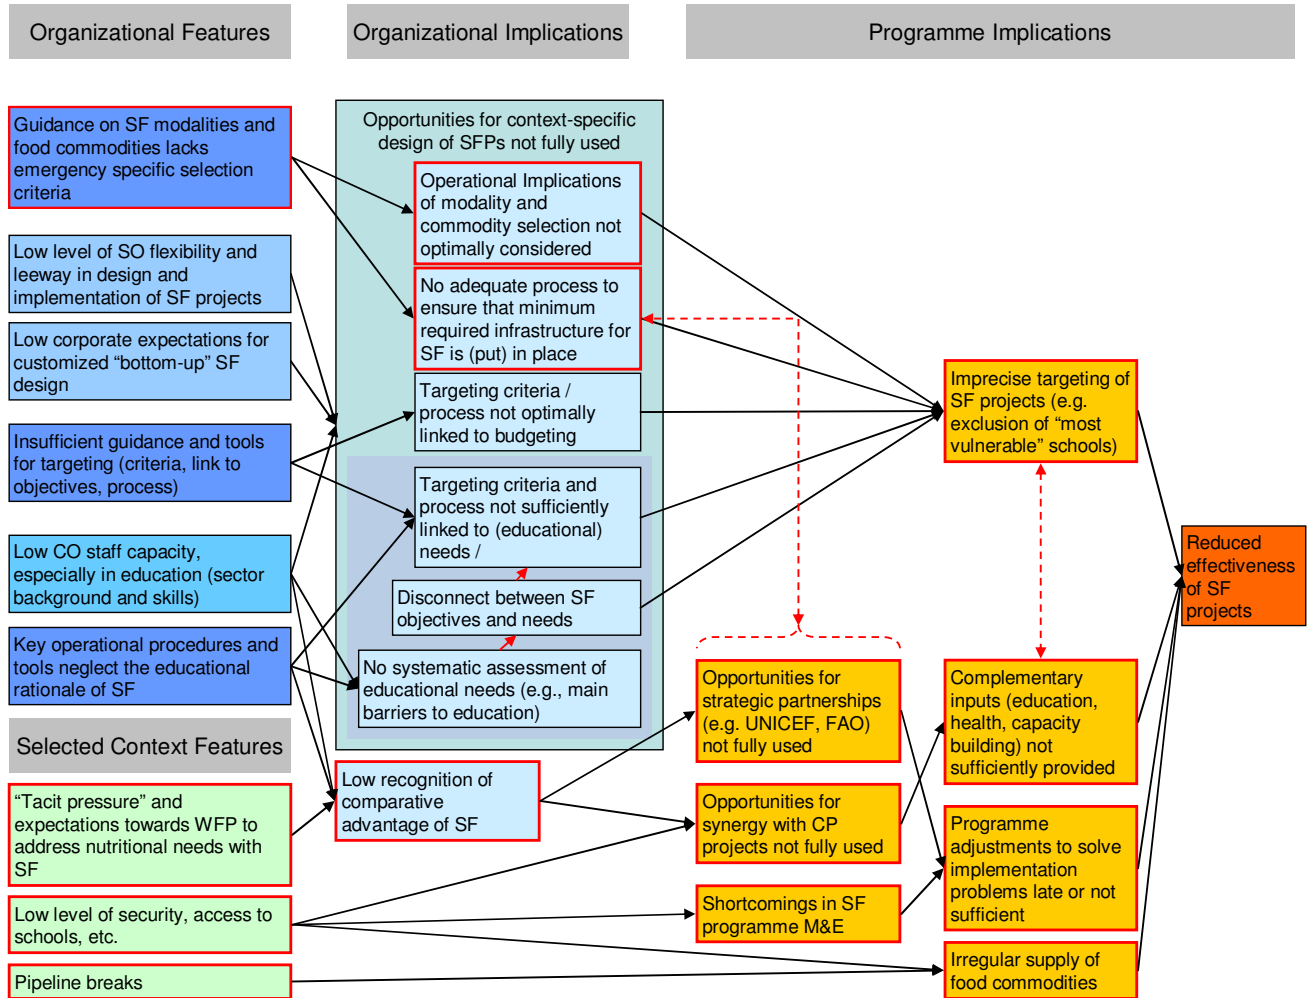 Organizational Features
Organizational Implications
Programme Implications
Guidance on SF modalities and
food commodities lacks
emergency specific selection
criteria
Low level of SO flexibility and
leeway in design and
implementation of SF projects
Low corporate expectations for
customized “bottom-up” SF
design
Insufficient guidance and tools
for targeting (criteria, link to
objectives, process)
Low CO staff capacity,
especially in education (sector
background and skills)
Key operational procedures and
tools neglect the educational
rationale of SF
Selected Context Features
“Tacit pressure” and
expectations towards WFP to
address nutritional needs with
SF
Low level of security, access to
schools, etc.
Pipeline breaks
Opportunities for context-specific
design of SFPs not fully used
Operational Implications
of modality and
commodity selection not
optimally considered
No adequate process to
ensure that minimum
required infrastructure for
SF is (put) in place
Targeting criteria /
process not optimally
linked to budgeting
Targeting criteria and
process not sufficiently
linked to (educational)
needs /
Disconnect between SF
objectives and needs
No systematic assessment of
educational needs (e.g., main
barriers to education)
Low recognition of
comparative
advantage of SF
Opportunities for
strategic partnerships
(e.g. UNICEF, FAO)
not fully used
Opportunities for
synergy with CP
projects not fully used
Shortcomings in SF
programme M&E
Imprecise targeting of
SF projects (e.g.
exclusion of “most
vulnerable” schools)
Complementary
inputs (education,
health, capacity
building) not
sufficiently provided
Programme
adjustments to solve
implementation
problems late or not
sufficient
Irregular supply of
food commodities
Reduced
effectiveness
of SF
projects